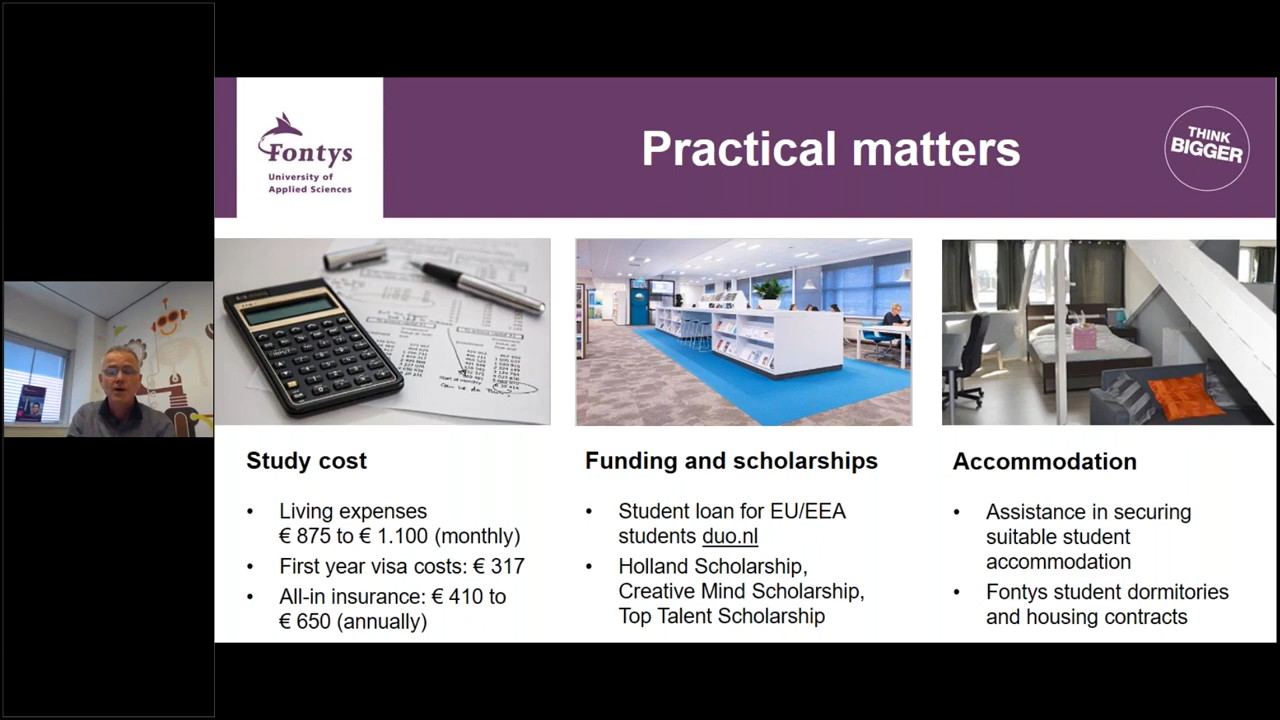 Fontys
University of
Applied Sciences
Practical matters
THINK
BIGGER
Study cost
• Living expenses
€ 875 to € 1.100 (monthly)
• First year visa costs: € 317
• All-in insurance: € 410 to
€ 650 (annually)
Funding and scholarships
• Student loan for EU/EEA
students duo.nl
• Holland Scholarship,
Creative Mind Scholarship,
Top Talent Scholarship
Accommodation
• Assistance in securing
suitable student
accommodation
• Fontys student dormitories
and housing contracts